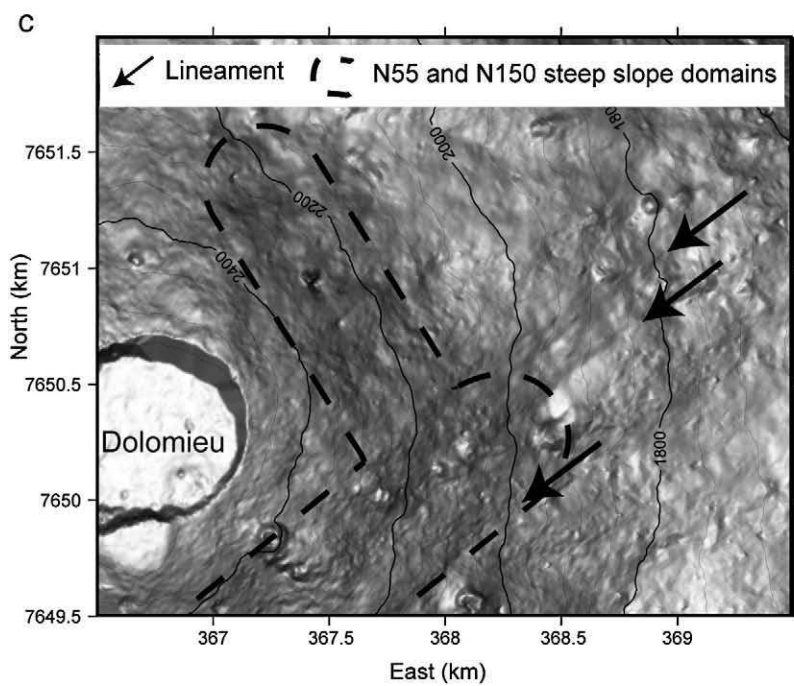 C
Lineament
N55 and N150 steep slope domains
7651.5
7651
7650.5
7650
7649.5
North (km)
2000
180
2200
2400
1800
Dolomieu
367
367.5
368
368.5
369
East (km)